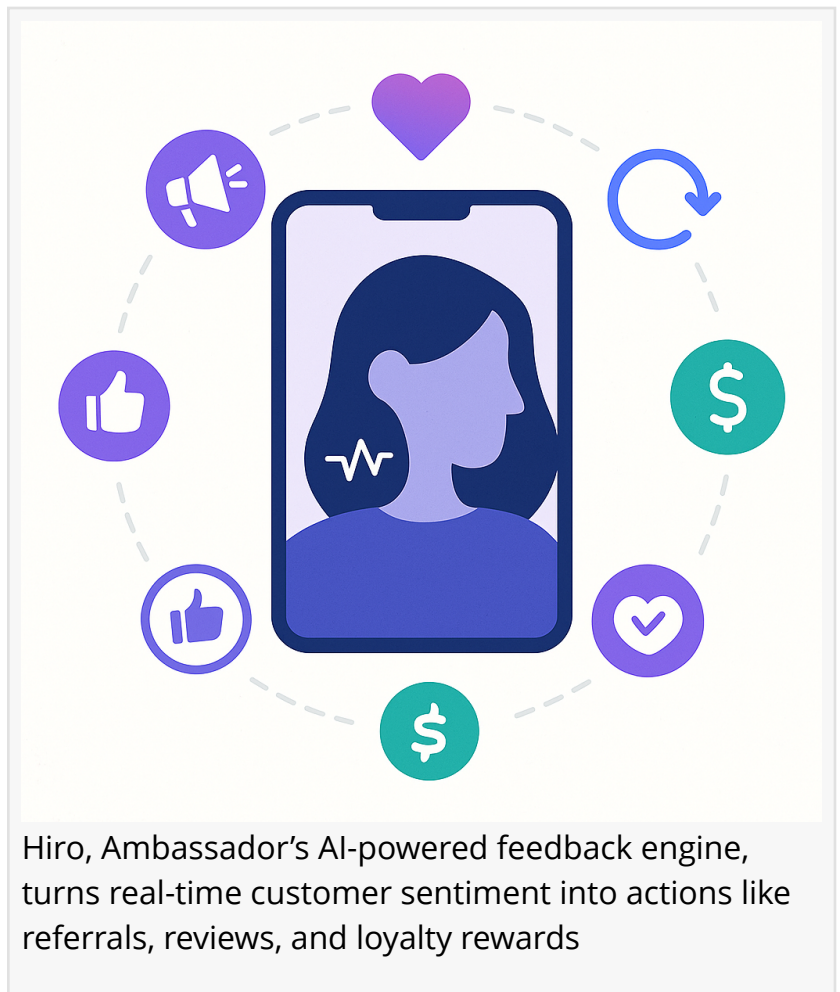 $
$
Hiro, Ambassador’s AI-powered feedback engine,
turns real-time customer sentiment into actions like
referrals, reviews, and loyalty rewards